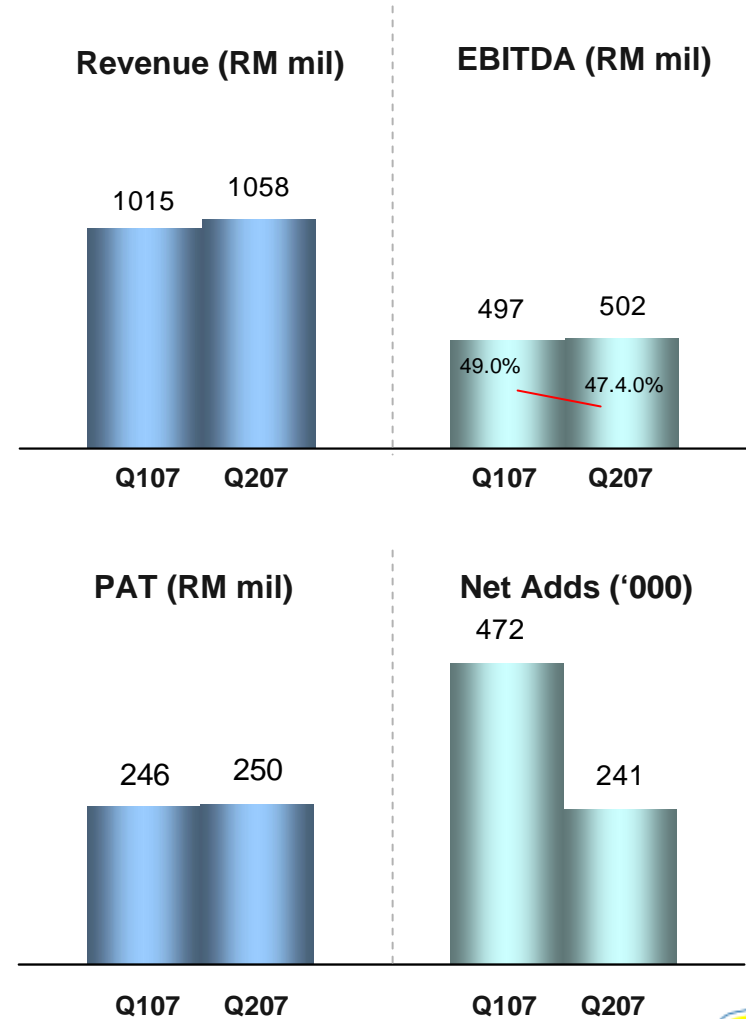 Revenue (RM mil)
1015
1058
Q107
Q207
EBITDA (RM mil)
497
502
49.0%
47.4.0%
Q107
Q207
PAT (RM mil)
246
250
Q107
Q207
Net Adds (‘000)
472
241
Q107
Q207